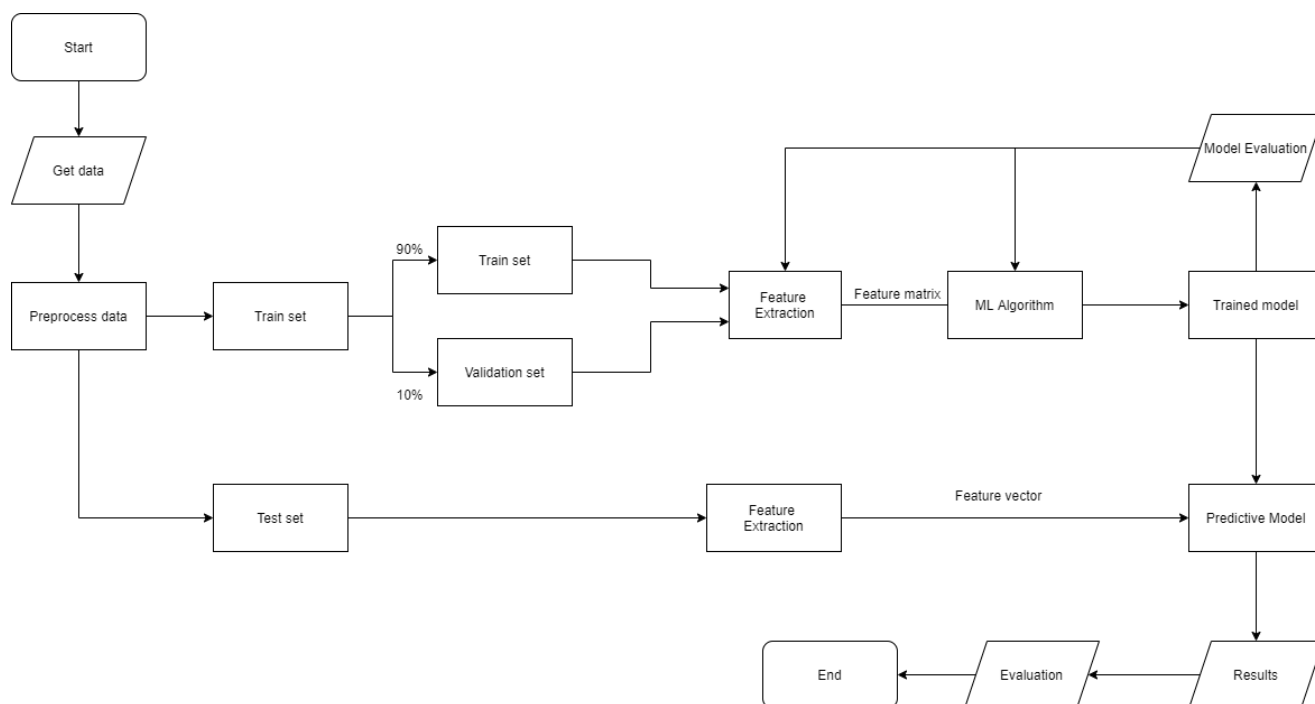 Start
Get data
Model Evaluation
90%
Train set
Preprocess data
Train set
Feature
Extraction
Feature matrix
ML Algorithm
Trained model
Validation set
10%
Test set
Feature
Extraction
Feature vector
Predictive Model
End
Evaluation
Results